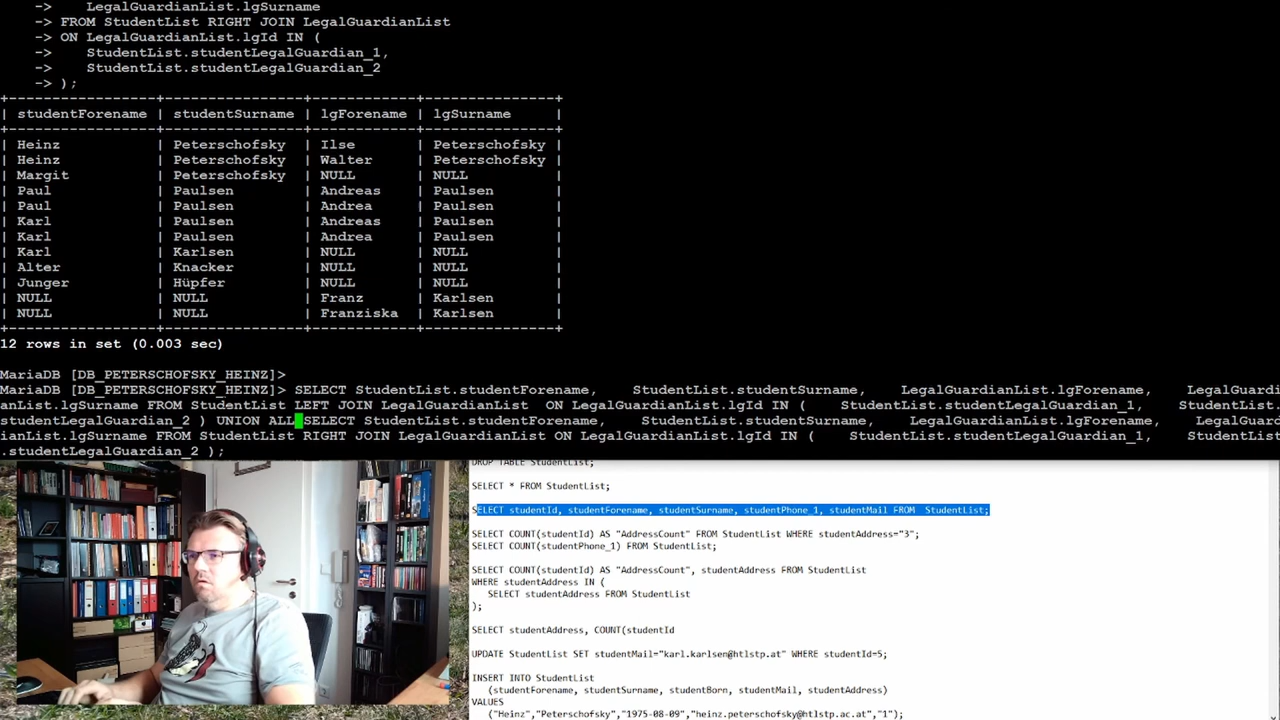 ->     LegalGuardianList.lgSurname
    -> FROM StudentList RIGHT JOIN LegalGuardianList
    -> ON LegalGuardianList.lgId IN (
    ->     StudentList.studentLegalGuardian_1,
    ->     StudentList.studentLegalGuardian_2
    -> );
+-----------------+----------------+------------+---------------+
| studentForename | studentSurname | lgForename | lgSurname     |
+-----------------+----------------+------------+---------------+
| Heinz           | Peterschofsky  | Ilse       | Peterschofsky |
| Heinz           | Peterschofsky  | Walter     | Peterschofsky |
| Margit          | Peterschofsky  | NULL       | NULL          |
| Paul            | Paulsen        | Andreas    | Paulsen       |
| Paul            | Paulsen        | Andrea     | Paulsen       |
| Karl            | Paulsen        | Andreas    | Paulsen       |
| Karl            | Paulsen        | Andrea     | Paulsen       |
| Karl            | Karlsen        | NULL       | NULL          |
| Alter           | Knacker        | NULL       | NULL          |
| Junger          | Hüpfer         | NULL       | NULL          |
| NULL            | NULL           | Franz      | Karlsen       |
| NULL            | NULL           | Franziska  | Karlsen       |
+-----------------+----------------+------------+---------------+
12 rows in set (0.003 sec)
MariaDB [DB_PETERSCHOFSKY_HEINZ]>
MariaDB [DB_PETERSCHOFSKY_HEINZ]> SELECT StudentList.studentForename,     StudentList.studentSurname,     LegalGuardianList.lgForename,     LegalGu
anList.lgSurname FROM StudentList LEFT JOIN LegalGuardianList  ON LegalGuardianList.lgId IN (    StudentList.studentLegalGuardian_1,     StudentList.
studentLegalGuardian_2 ) UNION ALL SELECT StudentList.studentForename,     StudentList.studentSurname,     LegalGuardianList.lgForename,     LegalGu
ianList.lgSurname FROM StudentList RIGHT JOIN LegalGuardianList ON LegalGuardianList.lgId IN (    StudentList.studentLegalGuardian_1,     StudentList
.studentLegalGuardian_2 );
DROP TABLE StudentList;
SELECT * FROM StudentList;
SELECT studentId, studentForename, studentSurname, studentPhone_1, studentMail FROM  StudentList;
SELECT COUNT(studentId) AS "AddressCount" FROM StudentList WHERE studentAddress="3";
SELECT COUNT(studentPhone_1) FROM StudentList;
SELECT COUNT(studentId) AS "AddressCount", studentAddress FROM StudentList
WHERE studentAddress IN (
   SELECT studentAddress FROM StudentList
);
SELECT studentAddress, COUNT(studentId
UPDATE StudentList SET studentMail="karl.karlsen@htlstp.at" WHERE studentId=5;
INSERT INTO StudentList
   (studentForename, studentSurname, studentBorn, studentMail, studentAddress)
VALUES
   ("Heinz","Peterschofsky","1975-08-09","heinz.peterschofsky@htlstp.ac.at","1");